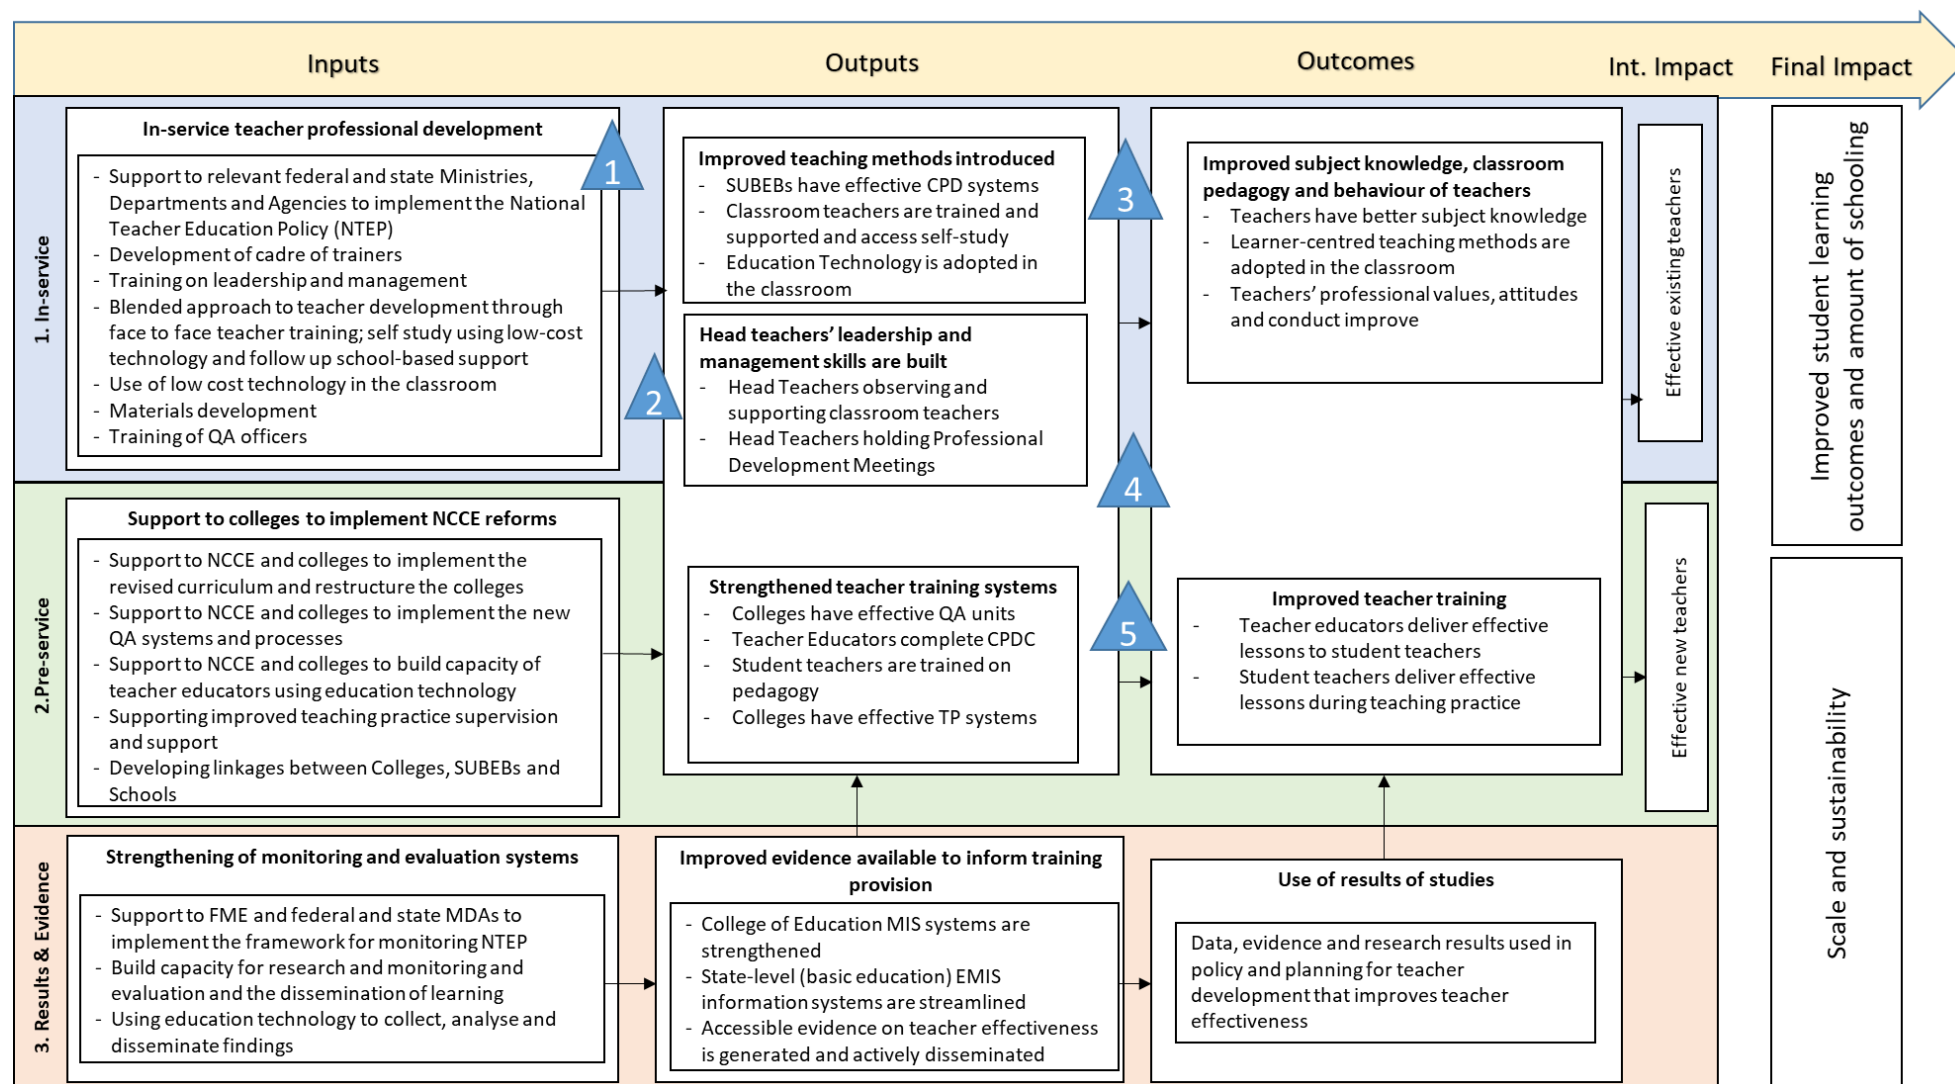 Inputs
Outputs
Outcomes
Int. Impact
Final Impact
1. In-service
In-service teacher professional development
- Support to relevant federal and state Ministries,
Departments and Agencies to implement the National
Teacher Education Policy (NTEP)
- Development of cadre of trainers
- Training on leadership and management
- Blended approach to teacher development through
face to face teacher training; self study using low-cost
technology and follow up school-based support
- Use of low cost technology in the classroom
- Materials development
- Training of QA officers
1
2
Improved teaching methods introduced
- SUBEBs have effective CPD systems
- Classroom teachers are trained and
supported and access self-study
- Education Technology is adopted in
the classroom
Head teachers' leadership and
management skills are built
- Head Teachers observing and
supporting classroom teachers
- Head Teachers holding Professional
Development Meetings
3
4
Improved subject knowledge, classroom
pedagogy and behaviour of teachers
- Teachers have better subject knowledge
- Learner-centred teaching methods are
adopted in the classroom
- Teachers' professional values, attitudes
and conduct improve
Effective existing teachers
Improved student learning
outcomes and amount of schooling
2.Pre-service
Support to colleges to implement NCCE reforms
- Support to NCCE and colleges to implement the
revised curriculum and restructure the colleges
- Support to NCCE and colleges to implement the new
QA systems and processes
- Support to NCCE and colleges to build capacity of
teacher educators using education technology
- Supporting improved teaching practice supervision
and support
- Developing linkages between Colleges, SUBEBs and
Schools
Strengthened teacher training systems
- Colleges have effective QA units
- Teacher Educators complete CPDC
- Student teachers are trained on
pedagogy
- Colleges have effective TP systems
5
Improved teacher training
- Teacher educators deliver effective
lessons to student teachers
- Student teachers deliver effective
lessons during teaching practice
Effective new teachers
Scale and sustainability
3. Results & Evidence
Strengthening of monitoring and evaluation systems
- Support to FME and federal and state MDAs to
implement the framework for monitoring NTEP
- Build capacity for research and monitoring and
evaluation and the dissemination of learning
- Using education technology to collect, analyse and
disseminate findings
Improved evidence available to inform training
provision
- College of Education MIS systems are
strengthened
- State-level (basic education) EMIS
information systems are streamlined
- Accessible evidence on teacher effectiveness
is generated and actively disseminated
Use of results of studies
Data, evidence and research results used in
policy and planning for teacher
development that improves teacher
effectiveness